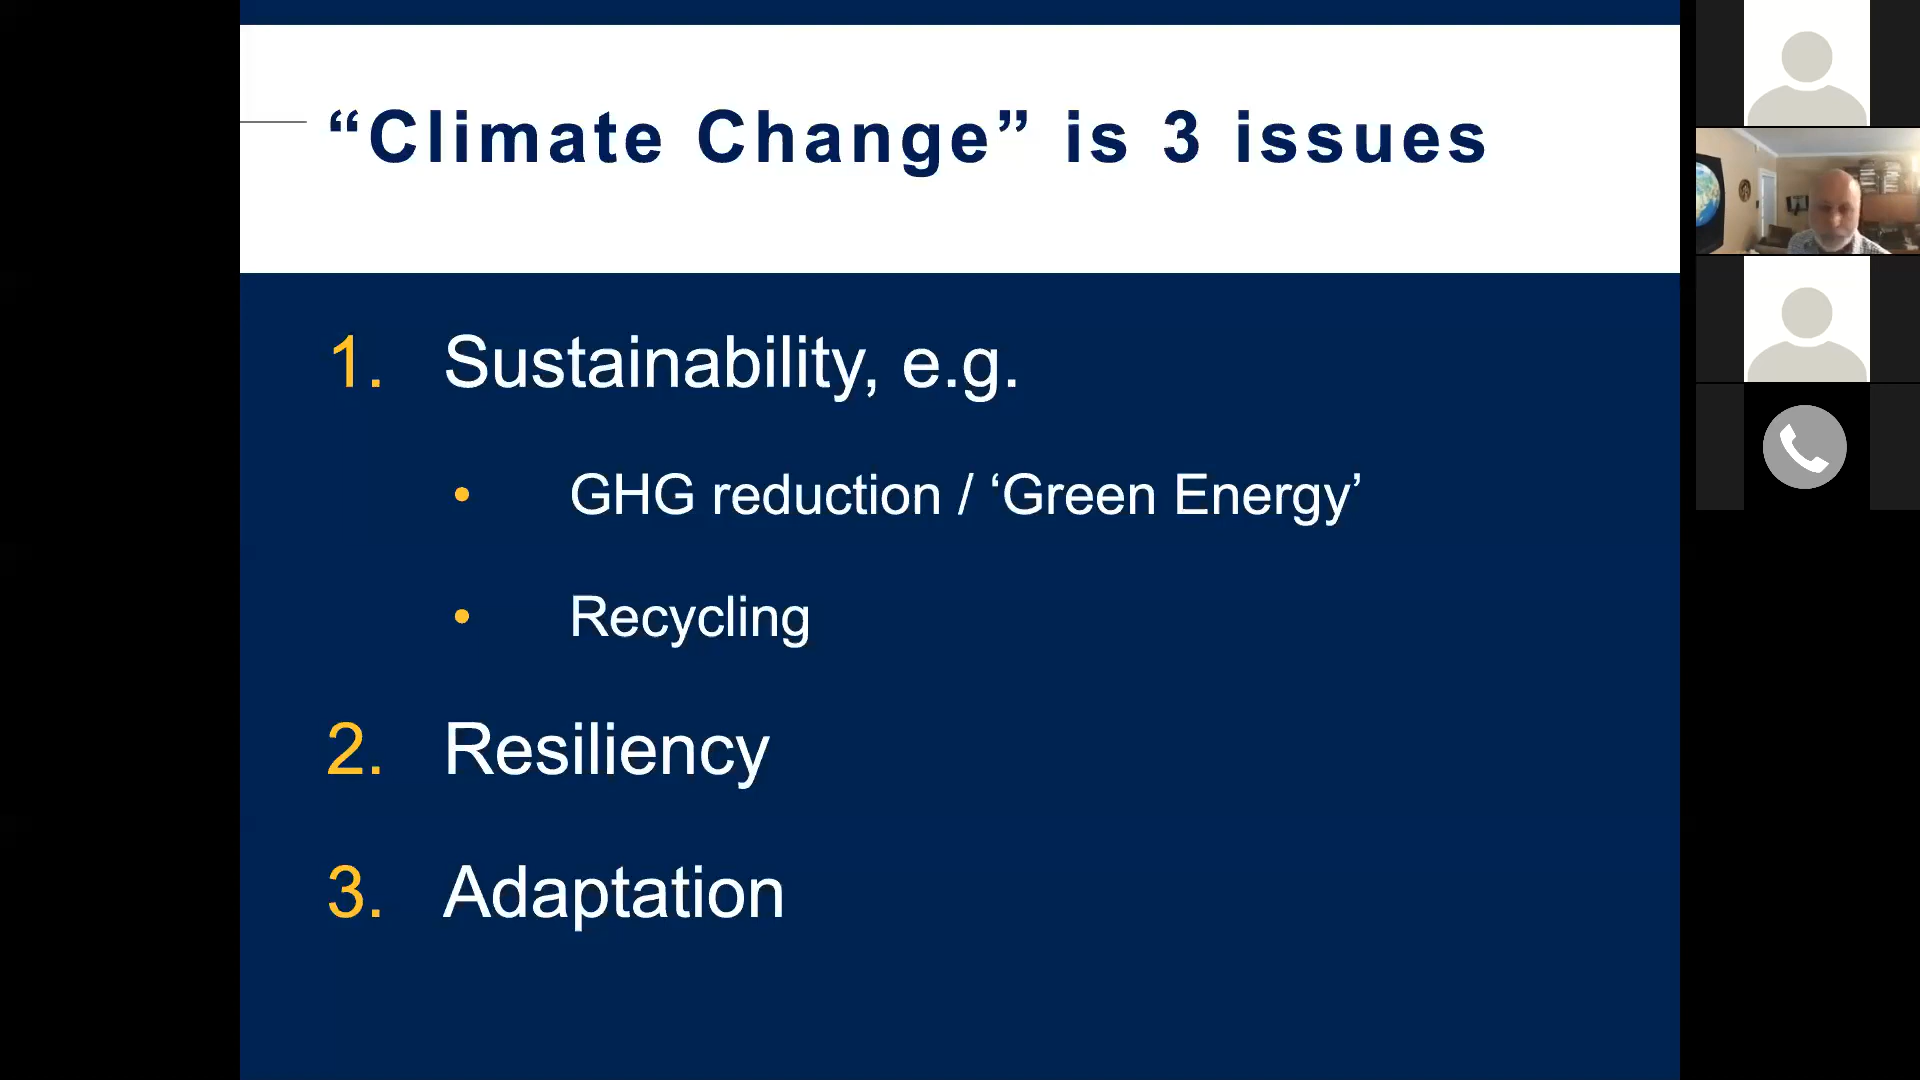 “Climate Change” is 3 issues
1. Sustainability, e.g.
• GHG reduction / ‘Green Energy’
• Recycling
2. Resiliency
3. Adaptation